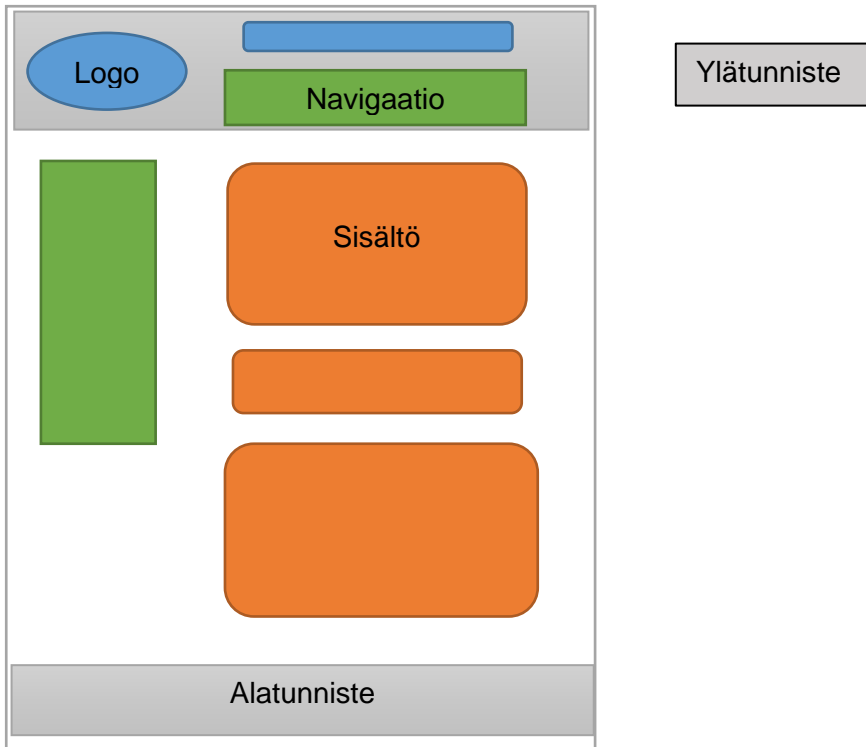 Logo
Navigaatio
Ylätunniste
Sisältö
Alatunniste